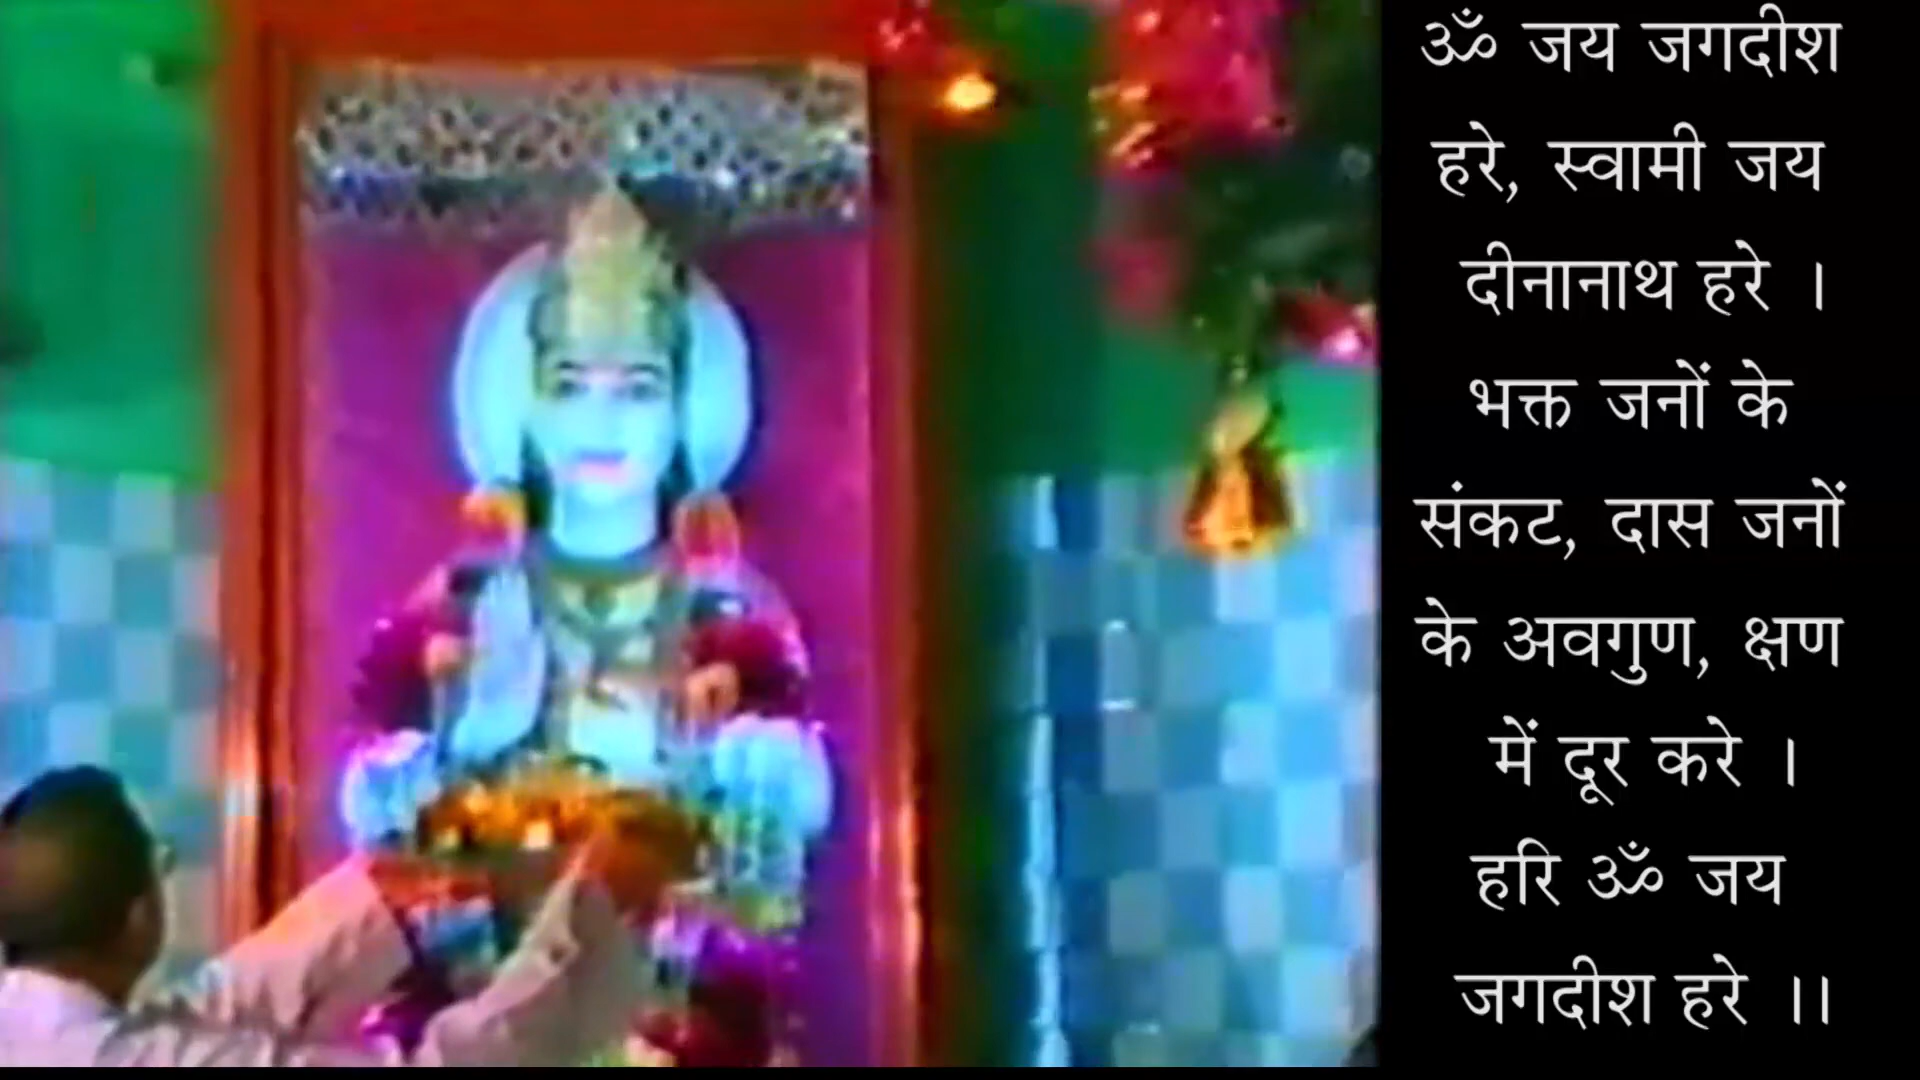 ॐ जय जगदीश
हरे, स्वामी जय
दीनानाथ हरे ।
भक्त जनों के
संकट, दास जनों
के अवगुण, क्षण
में दूर करे ।
हरि ॐ जय
जगदीश हरे ।।